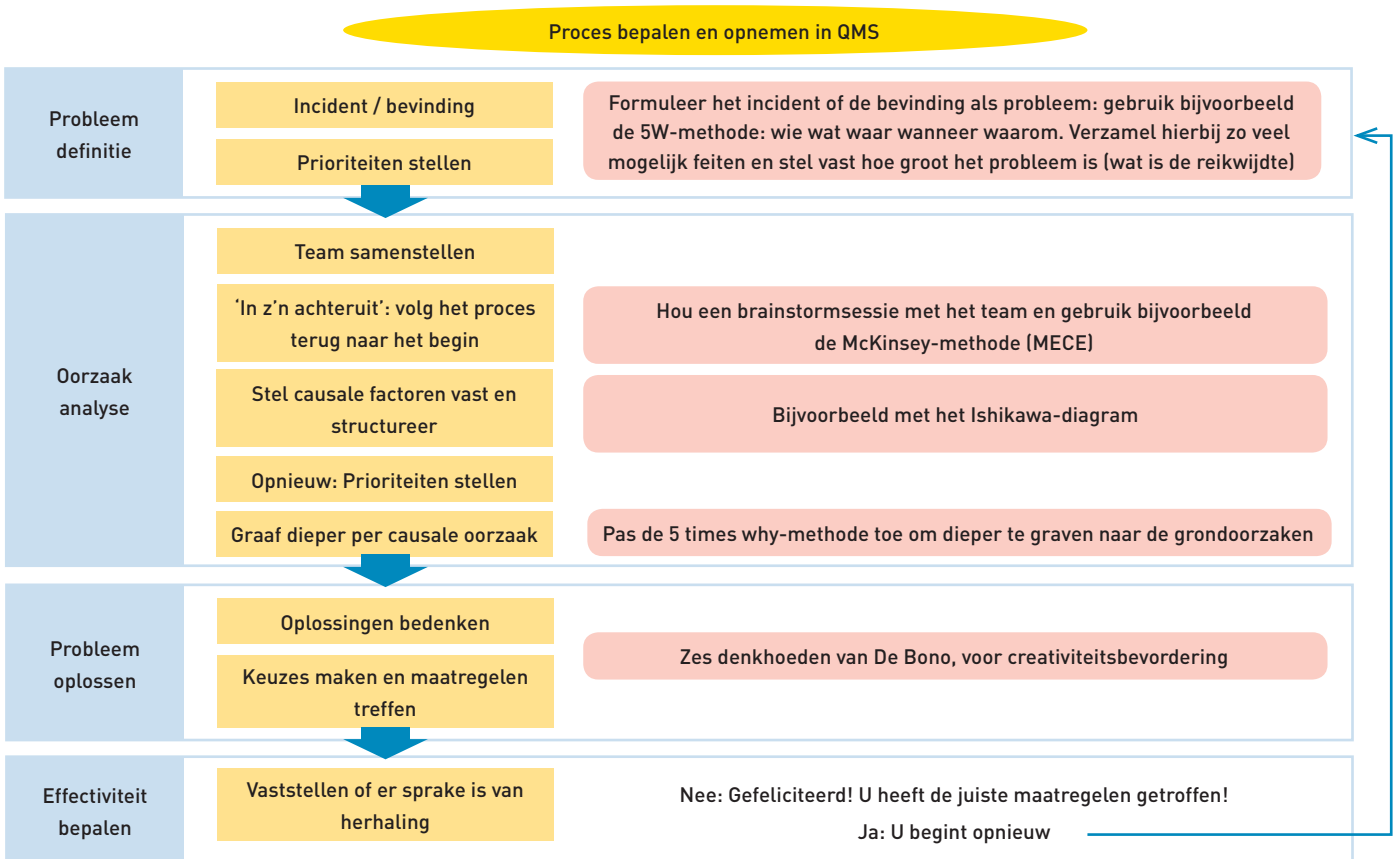 Proces bepalen en opnemen in QMS
Probleem
definitie
Incident / bevinding
Prioriteiten stellen
Formuleer het incident of de bevinding als probleem: gebruik bijvoorbeeld
de 5W-methode: wie wat waar wanneer waarom. Verzamel hierbij zo veel
mogelijk feiten en stel vast hoe groot het probleem is (wat is de reikwijdte)
Oorzaak
analyse
Team samenstellen
‘In z’n achteruit’: volg het proces
terug naar het begin
Hou een brainstormsessie met het team en gebruik bijvoorbeeld
de McKinsey-methode (MECE)
Stel causale factoren vast en
structureer
Bijvoorbeeld met het Ishikawa-diagram
Opnieuw: Prioriteiten stellen
Graaf dieper per causale oorzaak
Pas de 5 times why-methode toe om dieper te graven naar de grondoorzaken
Probleem
oplossen
Oplossingen bedenken
Keuzes maken en maatregelen
treffen
Zes denkhoeden van De Bono, voor creativiteitsbevordering
Effectiviteit
bepalen
Vaststellen of er sprake is van
herhaling
Nee: Gefeliciteerd! U heeft de juiste maatregelen getroffen!
Ja: U begint opnieuw